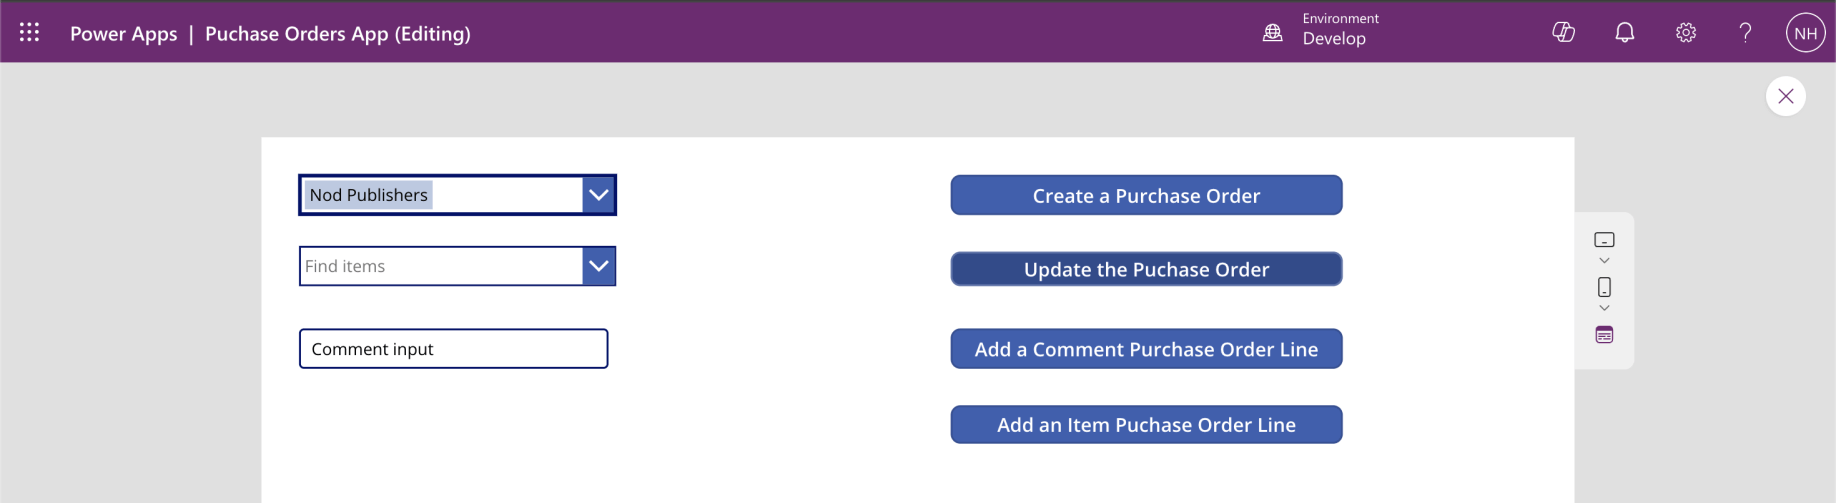 Power Apps | Puchase Orders App (Editing)
Environment
Develop
?
NH
Nod Publishers
Create a Purchase Order
Find items
Update the Puchase Order
Comment input
Add a Comment Purchase Order Line
Add an Item Puchase Order Line